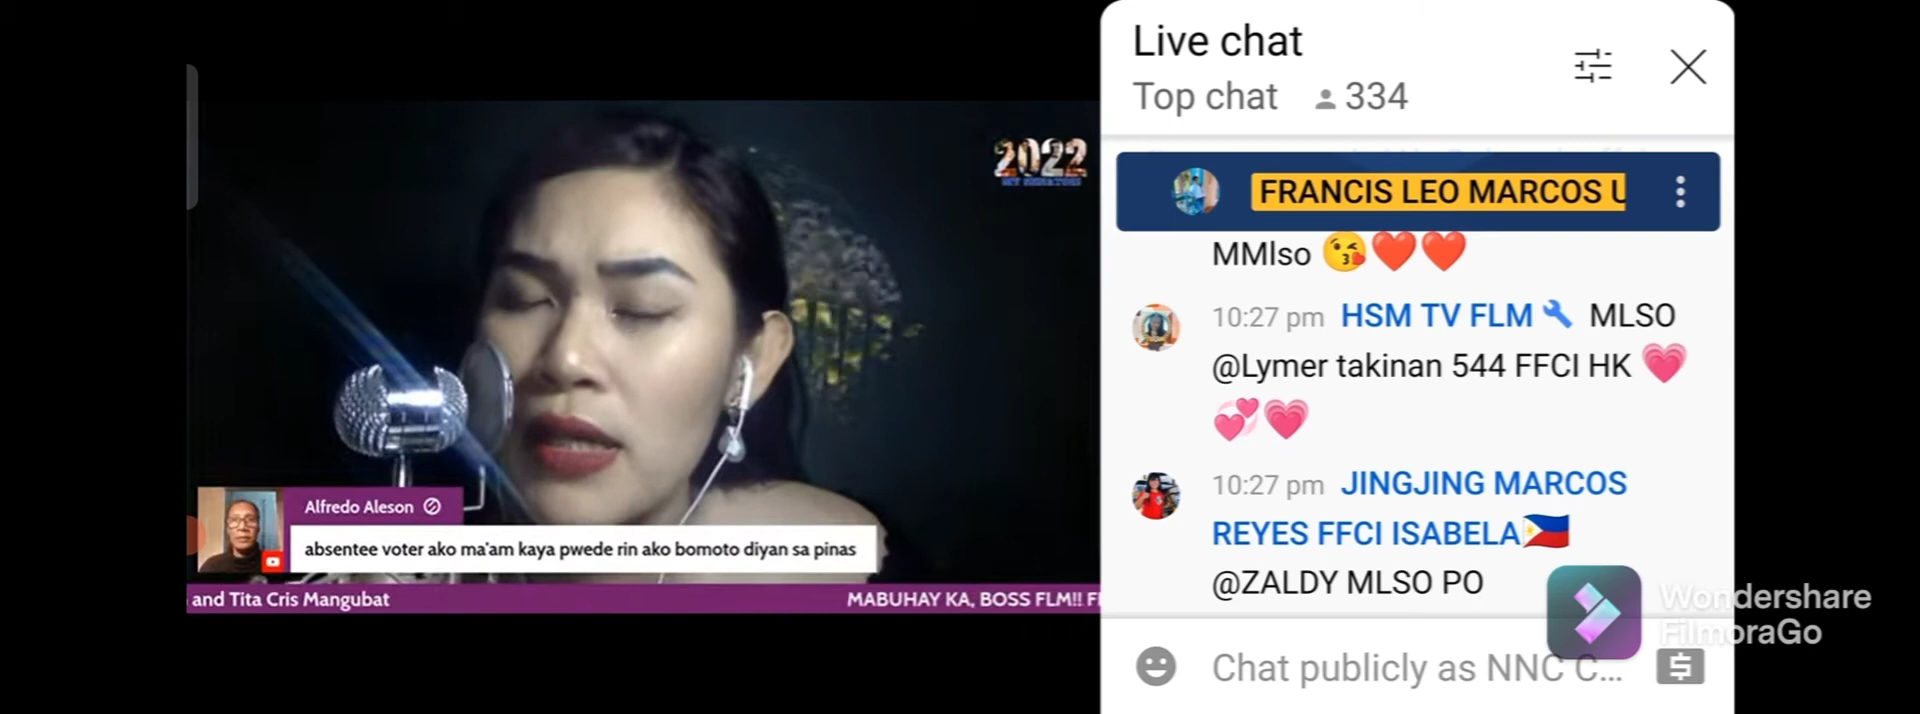 2022
MY SENATORS
Alfredo Aleson
absentee voter ako ma'am kaya pwede rin ako bomoto diyan sa pinas
and Tita Cris Mangubat
MABUHAY KA, BOSS FLM!!
Live chat
Top chat 334
FRANCIS LEO MARCOS U
MMlso 😘❤️❤️
10:27 pm HSM TV FLM MLSO
@Lymer takinan 544 FFCI HK 💗
💞💗
10:27 pm JINGJING MARCOS
REYES FFCI ISABELA🇵🇭
@ZALDY MLSO PO
Chat publicly as NNC C...
Wondershare
FilmoraGo